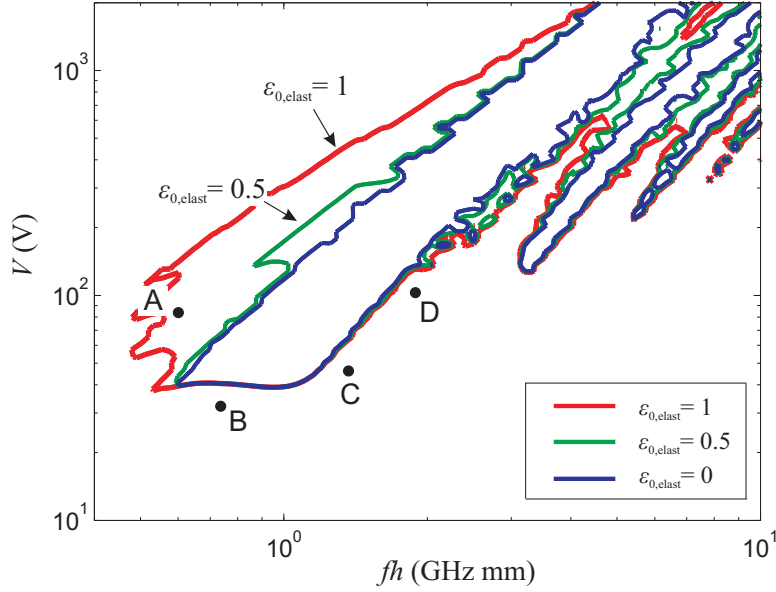 10³
ε0,elast= 1
ε0,elast= 0.5
V (V)
A
10²
D
C
B
ε0,elast= 1
ε0,elast= 0.5
ε0,elast= 0
10¹
10⁰
10¹
fh (GHz mm)